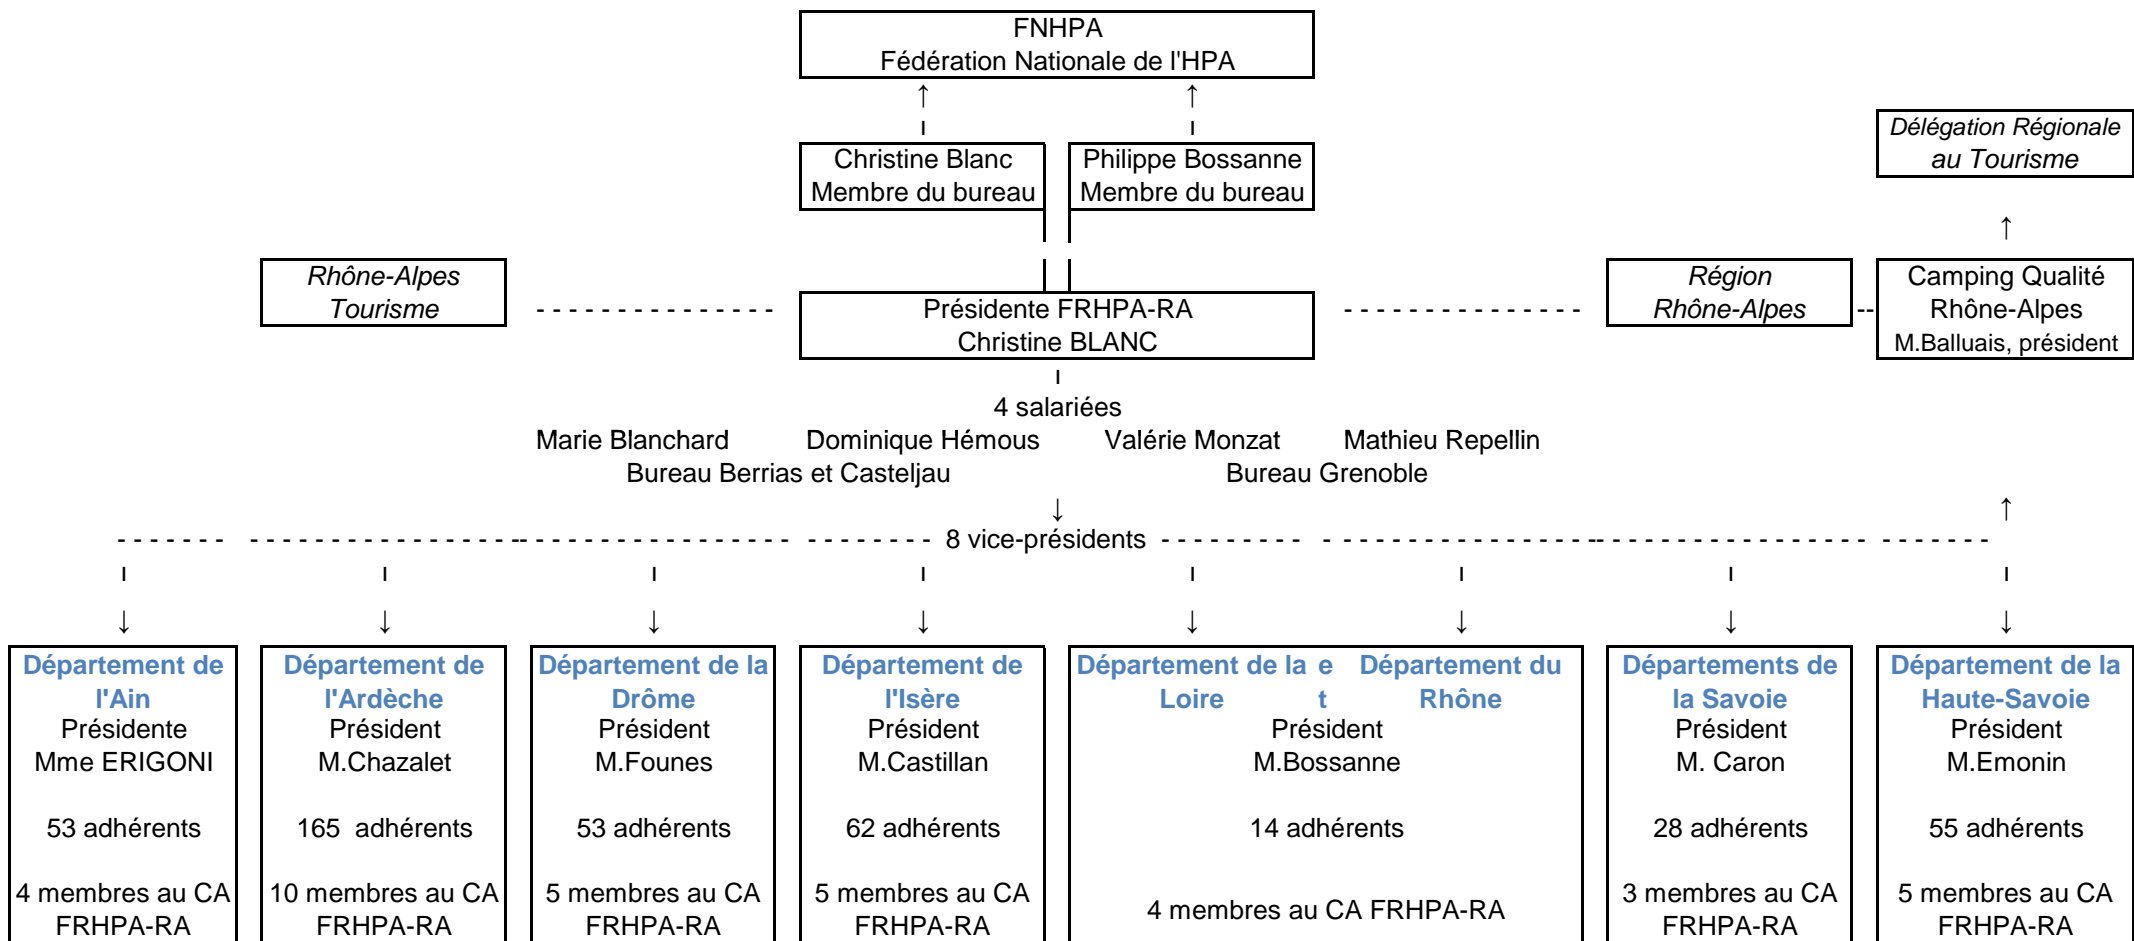 FNHPA
Fédération Nationale de l'HPA
Christine Blanc
Membre du bureau
Philippe Bossanne
Membre du bureau
Délégation Régionale
au Tourisme
Rhône-Alpes
Tourisme
Présidente FRHPA-RA
Christine BLANC
Région
Rhône-Alpes
Camping Qualité
Rhône-Alpes
M.Balluais, président
4 salariées
Marie Blanchard
Dominique Hémous
Valérie Monzat
Mathieu Repellin
Bureau Berrias et Casteljau
Bureau Grenoble
8 vice-présidents
Département de
l'Ain
Présidente
Mme ERIGONI
53 adhérents
4 membres au CA
FRHPA-RA
Département de
l'Ardèche
Président
M.Chazalet
165 adhérents
10 membres au CA
FRHPA-RA
Département de la
Drôme
Président
M.Founes
53 adhérents
5 membres au CA
FRHPA-RA
Département de
l'Isère
Président
M.Castillan
62 adhérents
5 membres au CA
FRHPA-RA
Département de la e Département du
Loire t Rhône
Président
M.Bossanne
14 adhérents
4 membres au CA FRHPA-RA
Départements de
la Savoie
Président
M. Caron
28 adhérents
3 membres au CA
FRHPA-RA
Département de la
Haute-Savoie
Président
M.Emonin
55 adhérents
5 membres au CA
FRHPA-RA